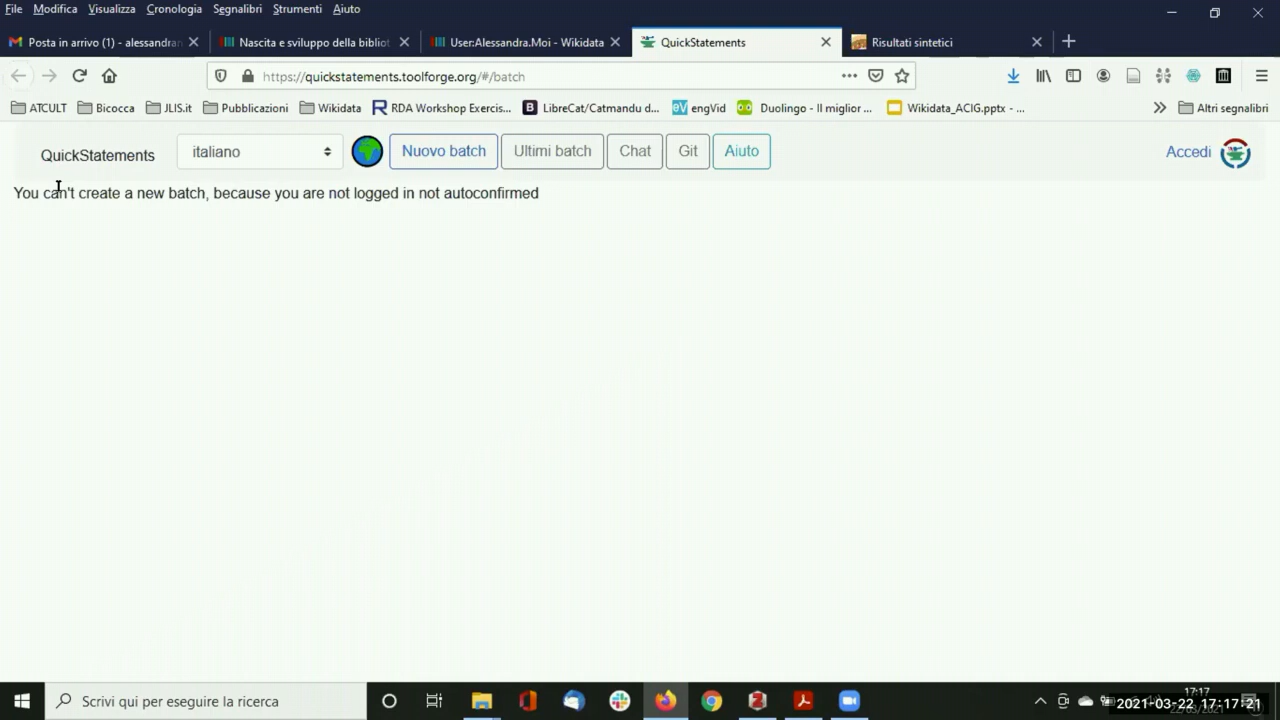 File Modifica Visualizza Cronologia Segnalibri Strumenti Aiuto
Posta in arrivo (1) - alessandra Nascita e sviluppo della bibliot User:Alessandra.Moi - Wikidata QuickStatements Risultati sintetici
https://quickstatements.toolforge.org/#/batch
ATCULT Bicocca JLIS.it Pubblicazioni Wikidata RDA Workshop Exercis... LibreCat/Catmandu d... engVid Duolingo - Il miglior ... Wikidata_ACIG.pptx - ... Altri segnalibri
QuickStatements italiano Nuovo batch Ultimi batch Chat Git Aiuto Accedi
You can't create a new batch, because you are not logged in not autoconfirmed
Scrivi qui per eseguire la ricerca
17:17
2021-03-22 17:17:21